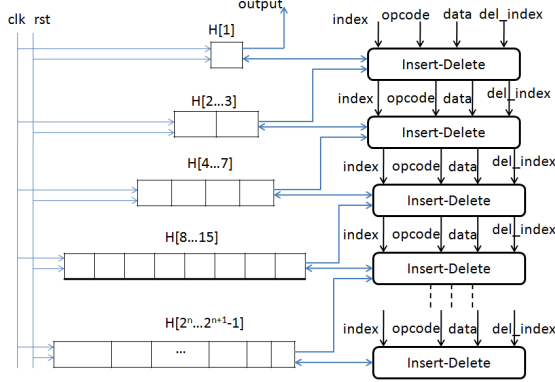 output
clk rst
H[1]
index opcode data del_index
Insert-Delete
H[2...3]
index opcode data del_index
Insert-Delete
H[4...7]
index opcode data del_index
Insert-Delete
H[8...15]
index opcode data del_index
Insert-Delete
H[2ⁿ...2ⁿ⁺¹-1]
index opcode data del_index
...
Insert-Delete